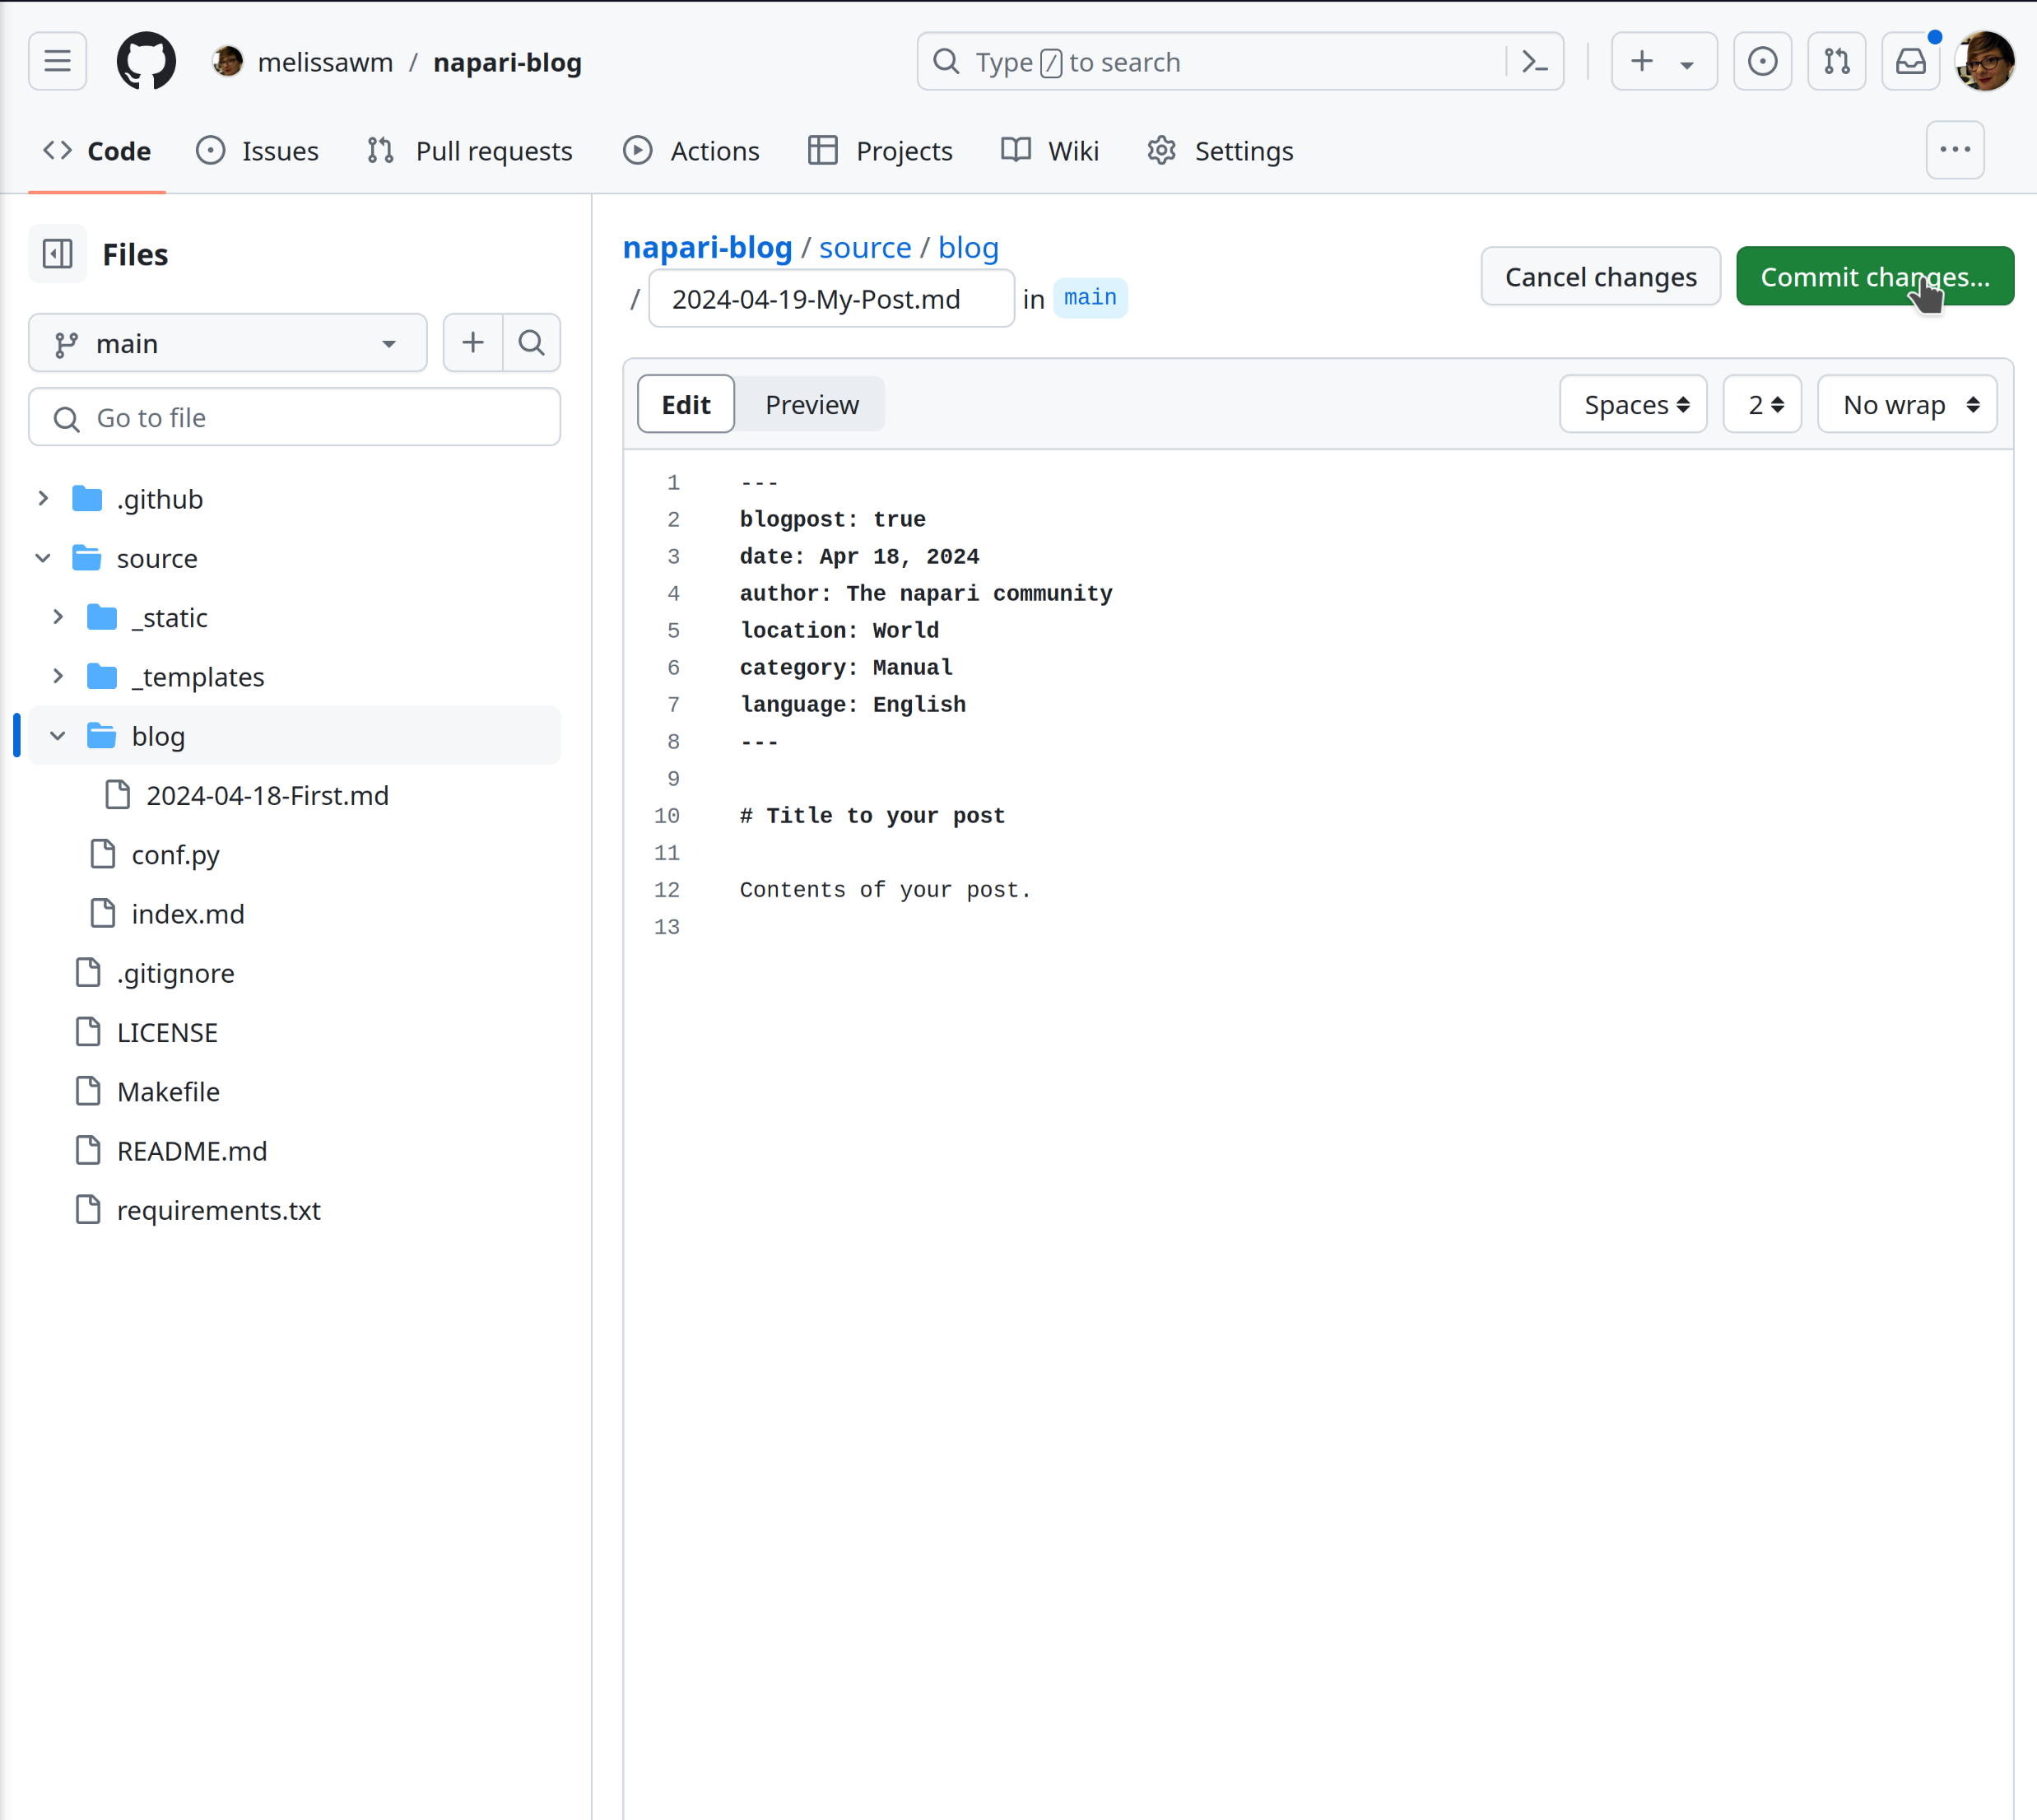 melissawm / napari-blog
Type / to search
Code Issues Pull requests Actions Projects Wiki Settings
Files
main
Go to file
.github
source
_static
_templates
blog
2024-04-18-First.md
conf.py
index.md
.gitignore
LICENSE
Makefile
README.md
requirements.txt
napari-blog / source / blog
/ 2024-04-19-My-Post.md in main
Cancel changes Commit changes...
Edit Preview Spaces 2 No wrap
1 ---
2 blogpost: true
3 date: Apr 18, 2024
4 author: The napari community
5 location: World
6 category: Manual
7 language: English
8 ---
9
10 # Title to your post
11
12 Contents of your post.
13